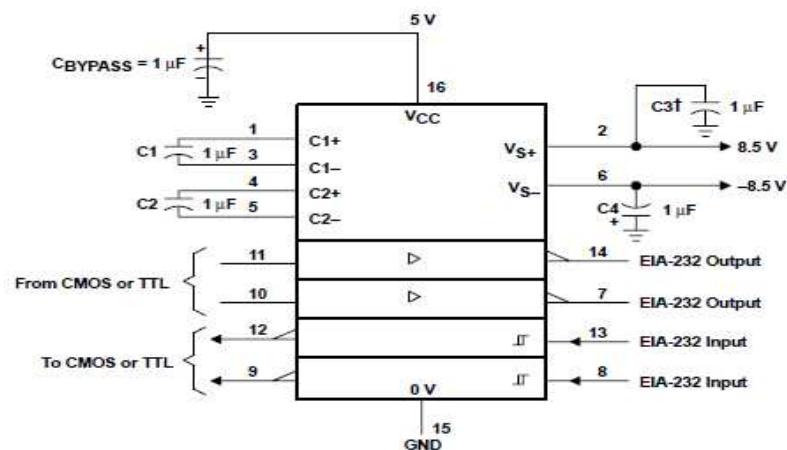 5 V
CBYPASS = 1 μF
+
–
16
VCC
C3† 1 μF
1
C1+
2
VS+
8.5 V
C1 1 μF
3
C1–
4
C2+
6
VS–
–8.5 V
C2 1 μF
5
C2–
C4
+
1 μF
From CMOS or TTL
11
14
EIA-232 Output
10
7
EIA-232 Output
To CMOS or TTL
12
13
EIA-232 Input
9
8
EIA-232 Input
0 V
15
GND